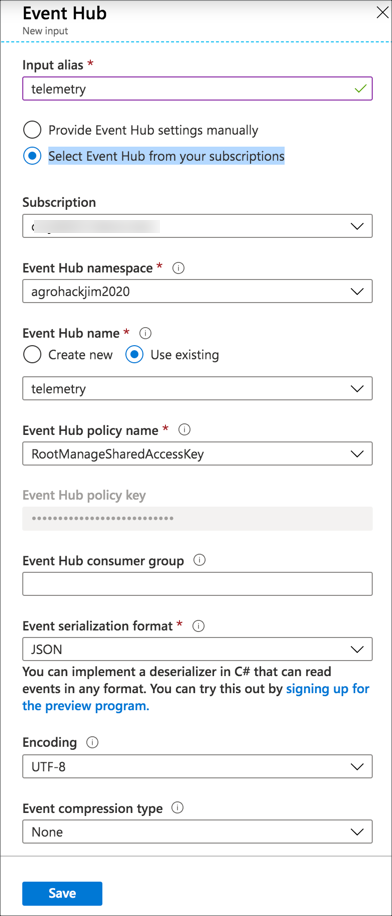 Event Hub
New input
Input alias *
telemetry
Provide Event Hub settings manually
Select Event Hub from your subscriptions
Subscription
Event Hub namespace *
agrohackjim2020
Event Hub name *
Create new
Use existing
telemetry
Event Hub policy name *
RootManageSharedAccessKey
Event Hub policy key
••••••••••••••••••••••••••••
Event Hub consumer group
Event serialization format *
JSON
You can implement a deserializer in C# that can read
events in any format. You can try this out by signing up for
the preview program.
Encoding
UTF-8
Event compression type
None
Save